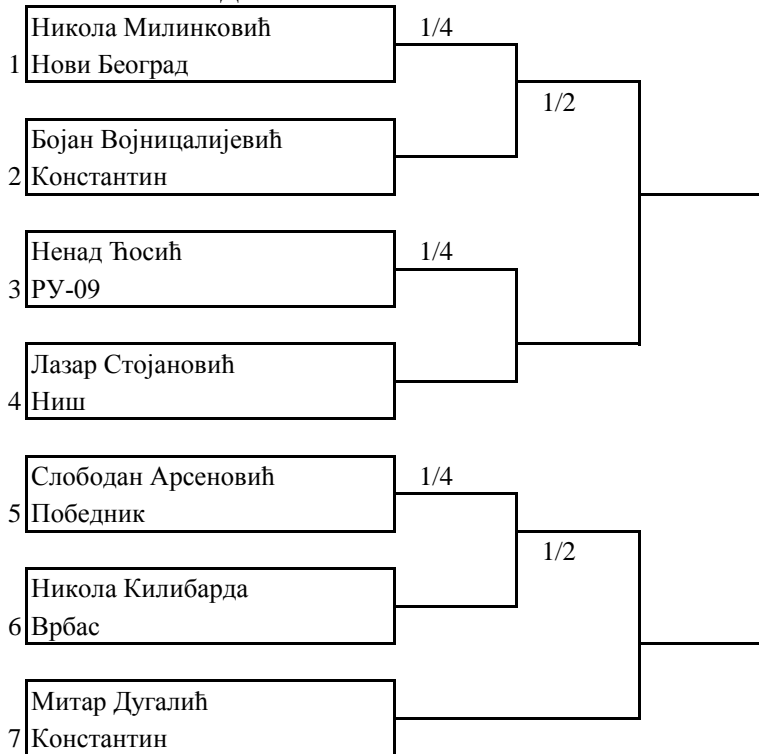 Никола Милинковић 1/4
1 Нови Београд
1/2
Бојан Војницалијевић
2 Константин
Ненад Ћосић 1/4
3 РУ-09
Лазар Стојановић
4 Ниш
Слободан Арсеновић 1/4
5 Победник
1/2
Никола Килибарда
6 Врбас
Митар Дугалић
7 Константин